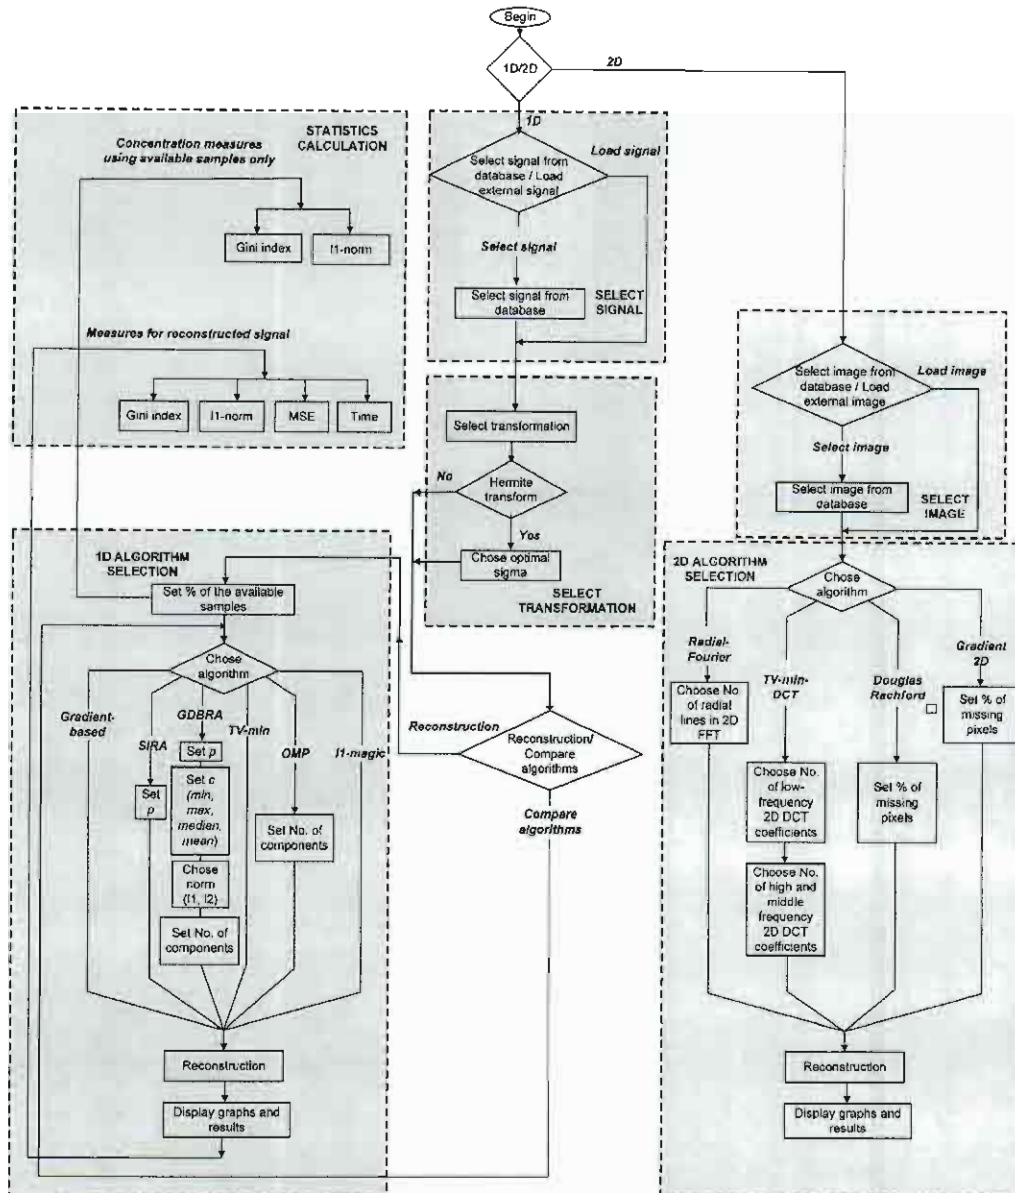 Begin
1D/2D
2D
1D
STATISTICS
CALCULATION
Concentration measures
using available samples only
Gini index
l1-norm
Measures for reconstructed signal
Gini index
l1-norm
MSE
Time
Select signal from
database / Load
external signal
Load signal
Select signal
Select signal from
database
SELECT
SIGNAL
Select transformation
No
Hermite
transform
Yes
Chose optimal
sigma
SELECT
TRANSFORMATION
Select image from
database / Load
external image
Load image
Select image
Select image from
database
SELECT
IMAGE
1D ALGORITHM
SELECTION
Set % of the available
samples
Chose
algorithm
Gradient-
based
SIRA
GDBRA
TV-min
OMP
l1-magic
Set p
Set
p
Set c
(min,
max,
median,
mean)
Chose
norm
(l1, l2)
Set No. of
components
Set No. of
components
Reconstruction
Display graphs and
results
Reconstruction
Reconstruction/
Compare
algorithms
Compare
algorithms
2D ALGORITHM
SELECTION
Chose
algorithm
Radial-
Fourier
TV-min-
DCT
Douglas
Rachford
Gradient
2D
Choose No
of radial
lines in 2D
FFT
Choose No.
of low-
frequency
2D DCT
coefficients
Choose No.
of high and
middle
frequency
2D DCT
coefficients
Set % of
missing
pixels
Set % of
missing
pixels
Reconstruction
Display graphs and
results